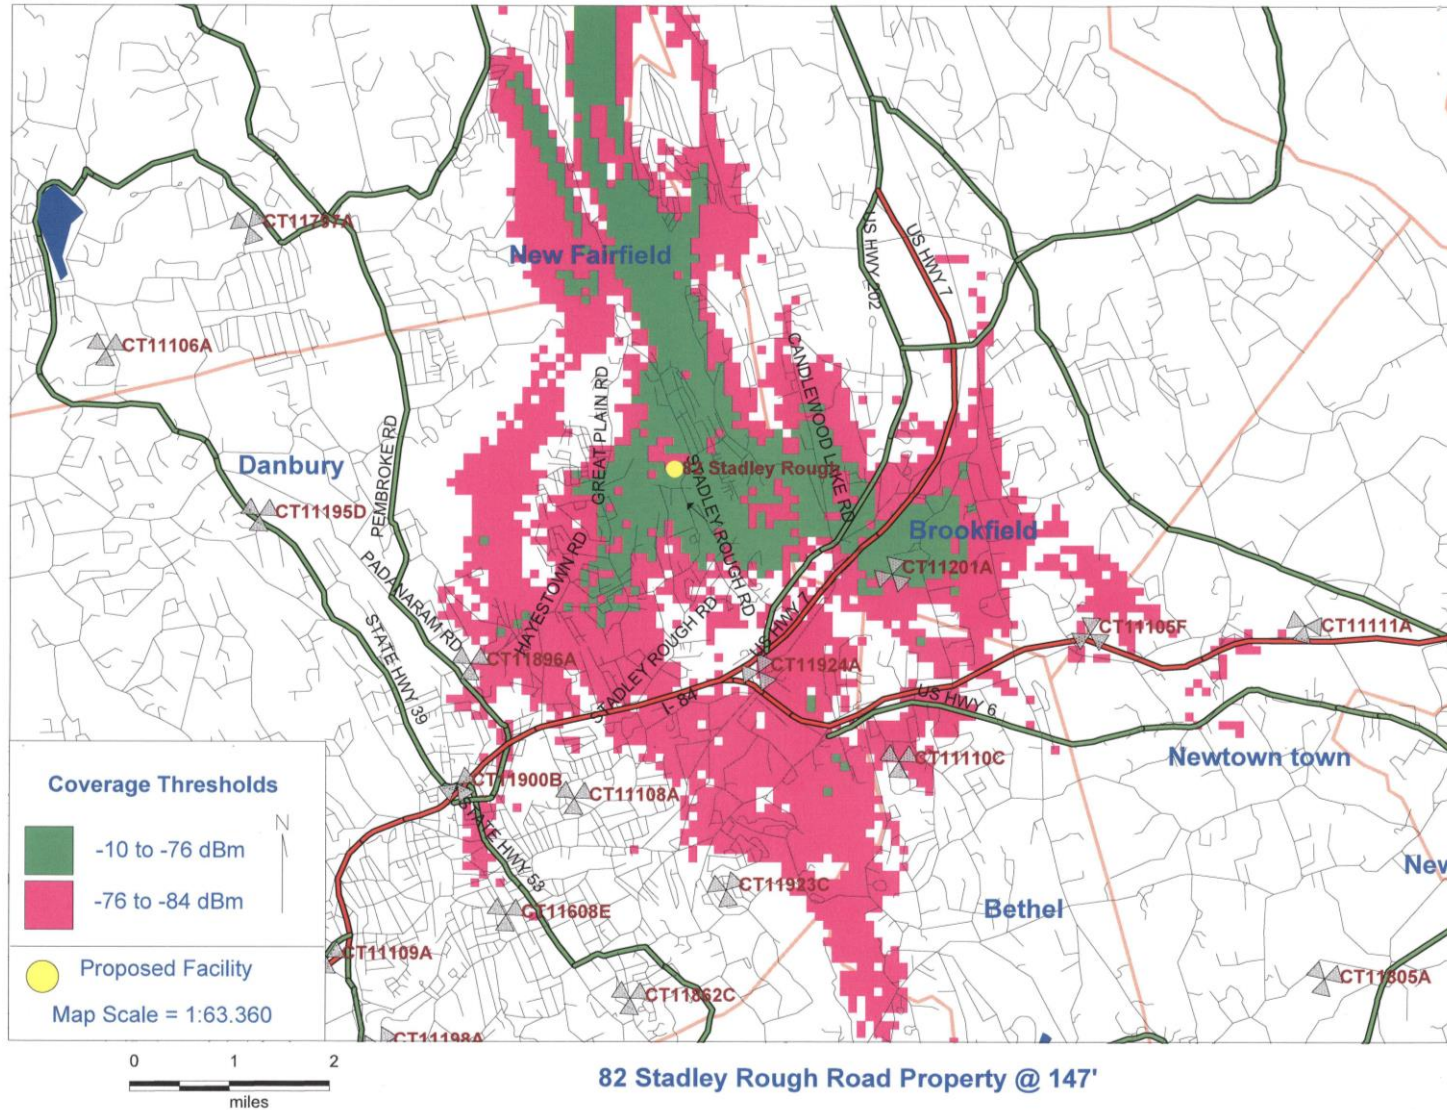 CT11797A
New Fairfield
US HWY 202
US HWY 7
CT11106A
GREAT PLAIN RD
CANDLEWOOD LAKE RD
PEMBROKE RD
Danbury
82 Stadley Rough
CT11195D
STADLEY ROUGH RD
Brookfield
CT11201A
PADANARAM RD
HAYESTOWN RD
STATE HWY 39
CT11896A
STADLEY ROUGH RD
US HWY 7
CT11924A
CT11105F
CT11111A
I- 84
US HWY 6
Newtown town
CT11110C
CT11900B
CT11108A
STATE HWY 53
CT11923C
CT11608E
Bethel
New
CT11109A
CT11862C
CT11805A
CT11198A
Coverage Thresholds
N
-10 to -76 dBm
-76 to -84 dBm
Proposed Facility
Map Scale = 1:63.360
0 1 2
miles
82 Stadley Rough Road Property @ 147'